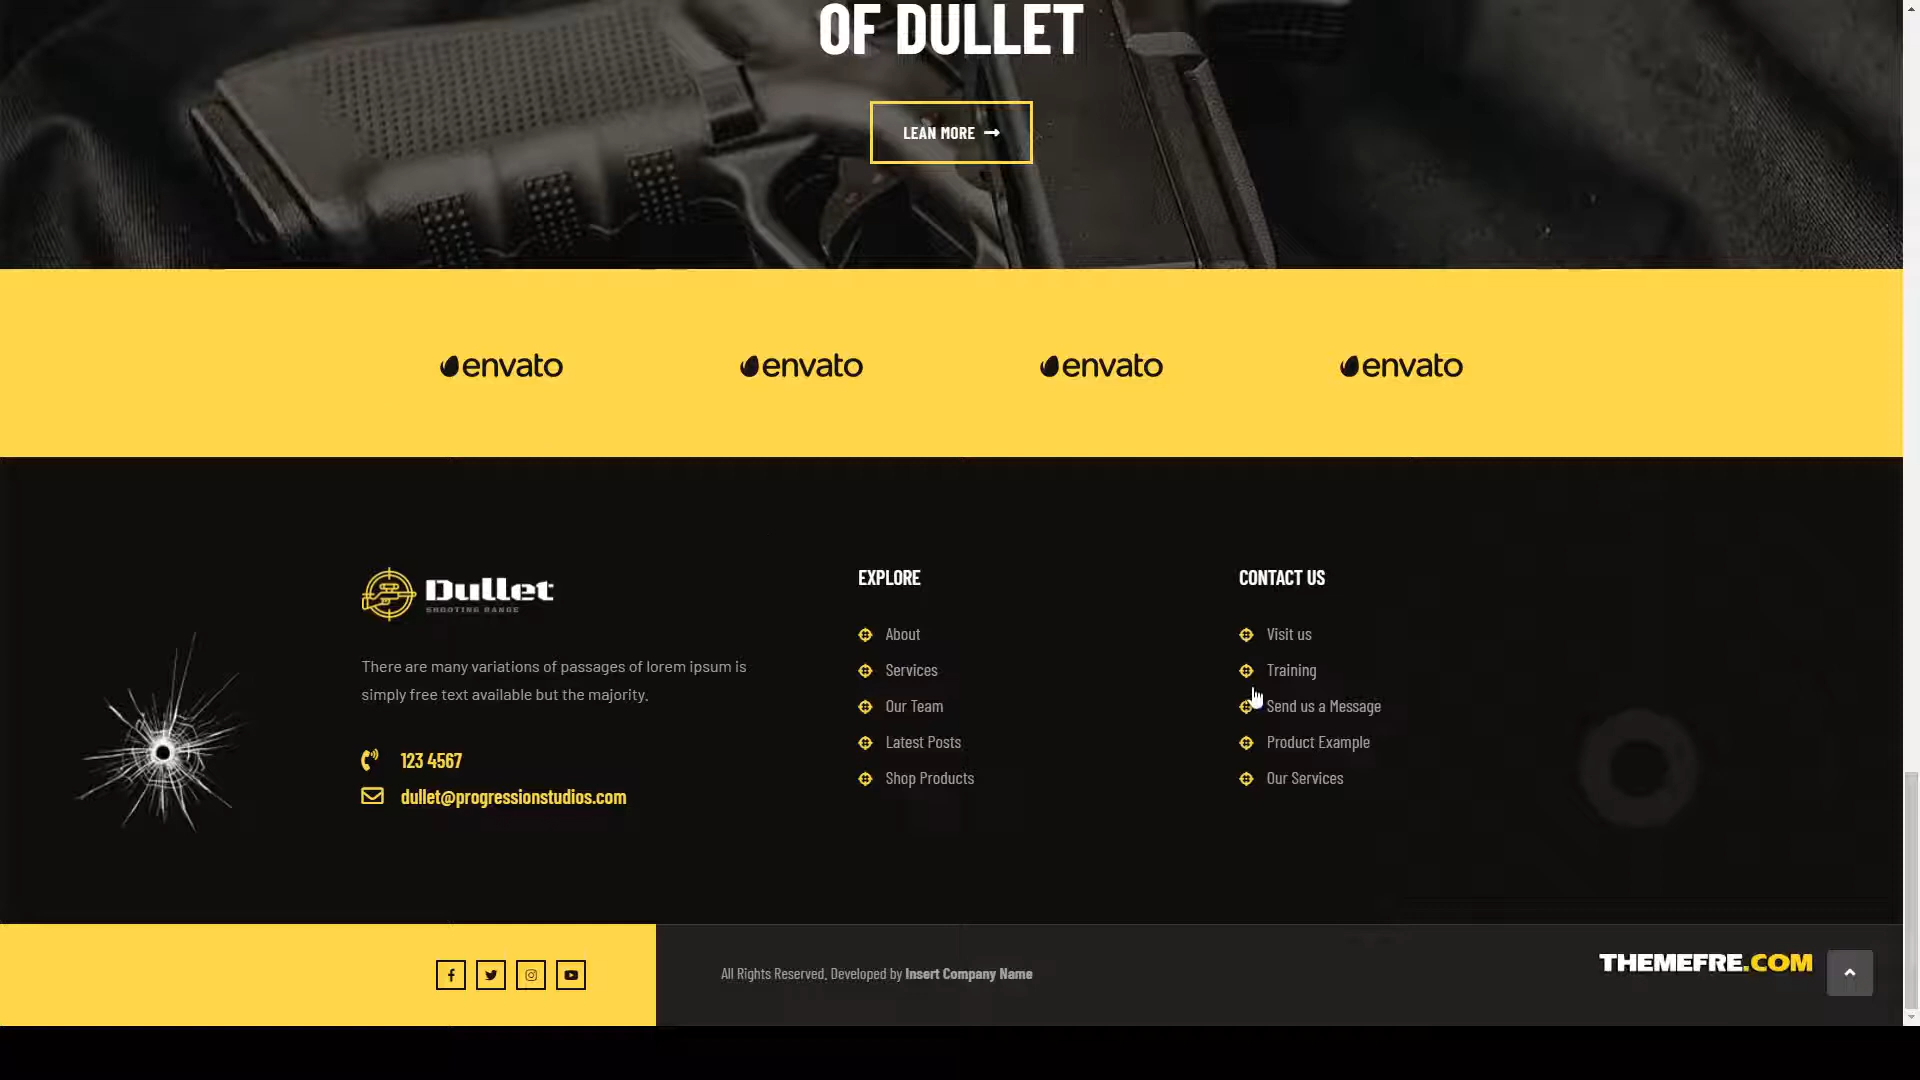 OF DULLET
LEAN MORE
envato envato envato envato
Dullet
SHOOTING RANGE
There are many variations of passages of lorem ipsum is
simply free text available but the majority.
123 4567
dullet@progressionstudios.com
EXPLORE
About
Services
Our Team
Latest Posts
Shop Products
CONTACT US
Visit us
Training
Send us a Message
Product Example
Our Services
All Rights Reserved. Developed by Insert Company Name
THEMEFRE.COM